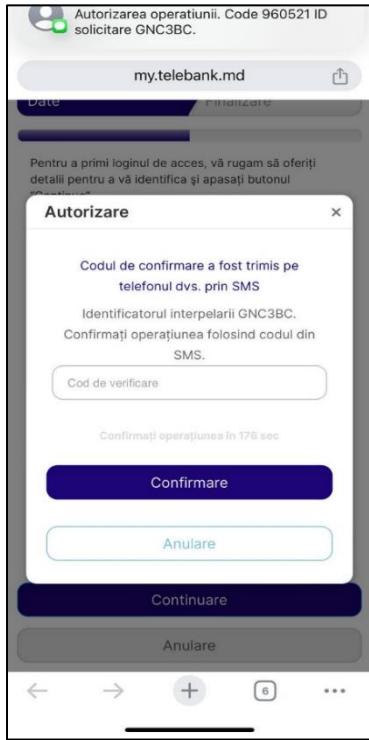 Autorizarea operatiunii. Code 960521 ID
solicitare GNC3BC.
my.telebank.md
Date
Finalizare
Pentru a primi loginul de acces, vă rugam să oferiți
detalii pentru a vă identifica și apasați butonul
"Continua"
Autorizare ×
Codul de confirmare a fost trimis pe
telefonul dvs. prin SMS
Identificatorul interpelarii GNC3BC.
Confirmați operațiunea folosind codul din
SMS.
Cod de verificare
Confirmați operațiunea în 176 sec
Confirmare
Anulare
Continuare
Anulare
6